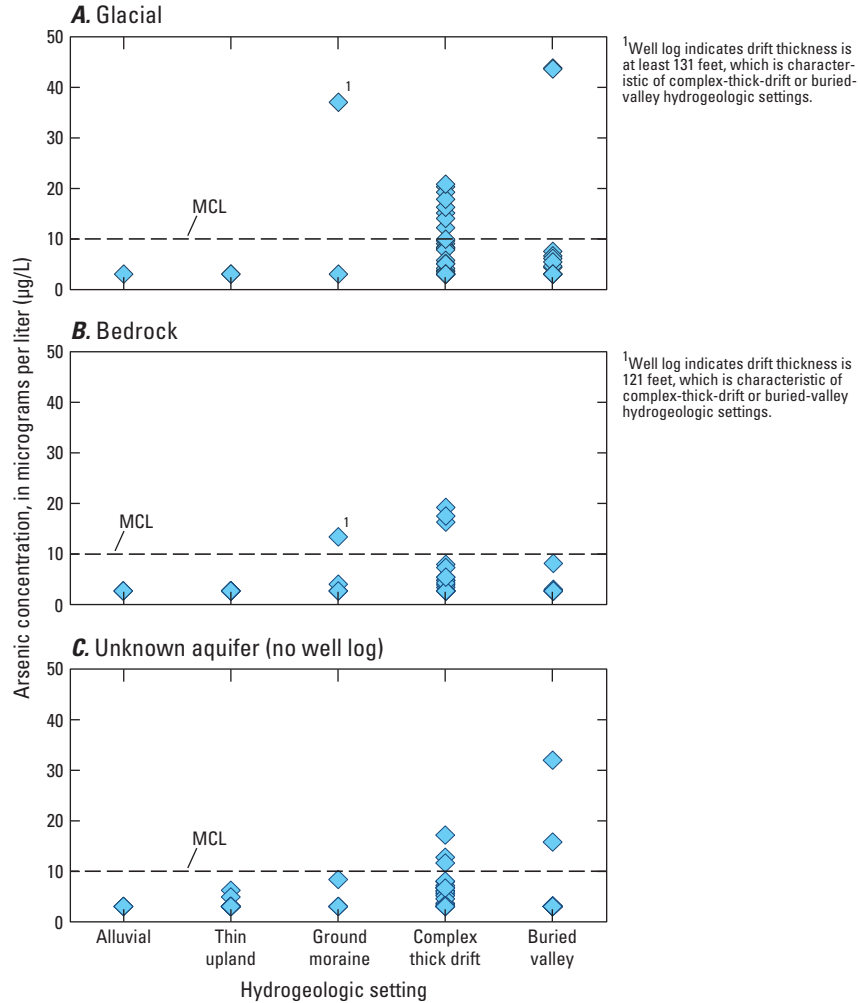 A. Glacial
50
40
30
20
10
0
MCL
1
1Well log indicates drift thickness is
at least 131 feet, which is character-
istic of complex-thick-drift or buried-
valley hydrogeologic settings.
B. Bedrock
50
40
30
20
10
0
MCL
1
1Well log indicates drift thickness is
121 feet, which is characteristic of
complex-thick-drift or buried-valley
hydrogeologic settings.
Arsenic concentration, in micrograms per liter (µg/L)
C. Unknown aquifer (no well log)
50
40
30
20
10
0
MCL
Alluvial
Thin
upland
Ground
moraine
Complex
thick drift
Buried
valley
Hydrogeologic setting